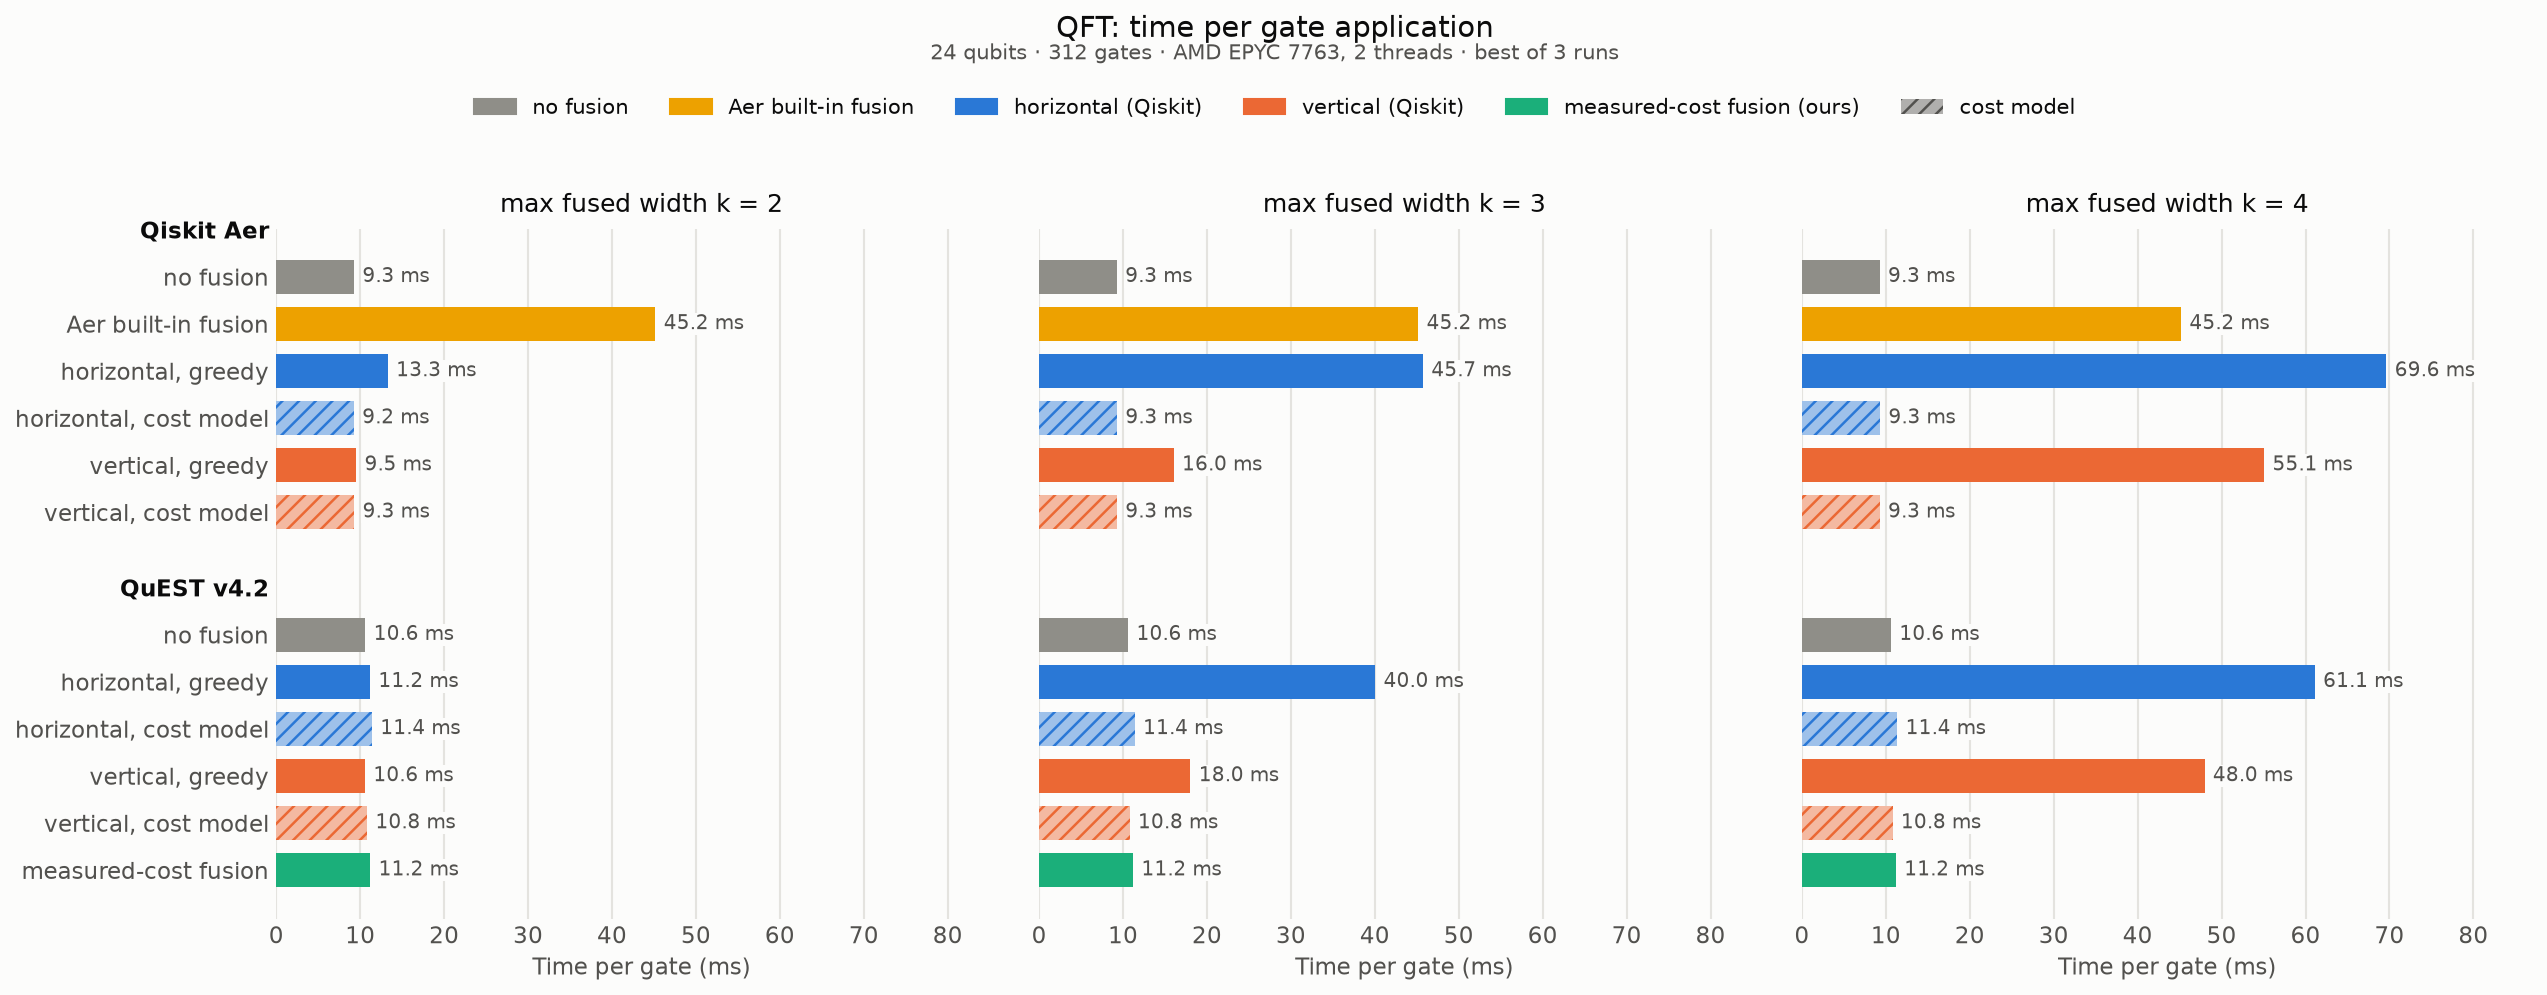 QFT: time per gate application
24 qubits · 312 gates · AMD EPYC 7763, 2 threads · best of 3 runs
no fusion Aer built-in fusion horizontal (Qiskit) vertical (Qiskit) measured-cost fusion (ours) cost model
max fused width k = 2 max fused width k = 3 max fused width k = 4
Qiskit Aer
no fusion 9.3 ms 9.3 ms 9.3 ms
Aer built-in fusion 45.2 ms 45.2 ms 45.2 ms
horizontal, greedy 13.3 ms 45.7 ms 69.6 ms
horizontal, cost model 9.2 ms 9.3 ms 9.3 ms
vertical, greedy 9.5 ms 16.0 ms 55.1 ms
vertical, cost model 9.3 ms 9.3 ms 9.3 ms
QuEST v4.2
no fusion 10.6 ms 10.6 ms 10.6 ms
horizontal, greedy 11.2 ms 40.0 ms 61.1 ms
horizontal, cost model 11.4 ms 11.4 ms 11.4 ms
vertical, greedy 10.6 ms 18.0 ms 48.0 ms
vertical, cost model 10.8 ms 10.8 ms 10.8 ms
measured-cost fusion 11.2 ms 11.2 ms 11.2 ms
0 10 20 30 40 50 60 70 80 0 10 20 30 40 50 60 70 80 0 10 20 30 40 50 60 70 80
Time per gate (ms) Time per gate (ms) Time per gate (ms)